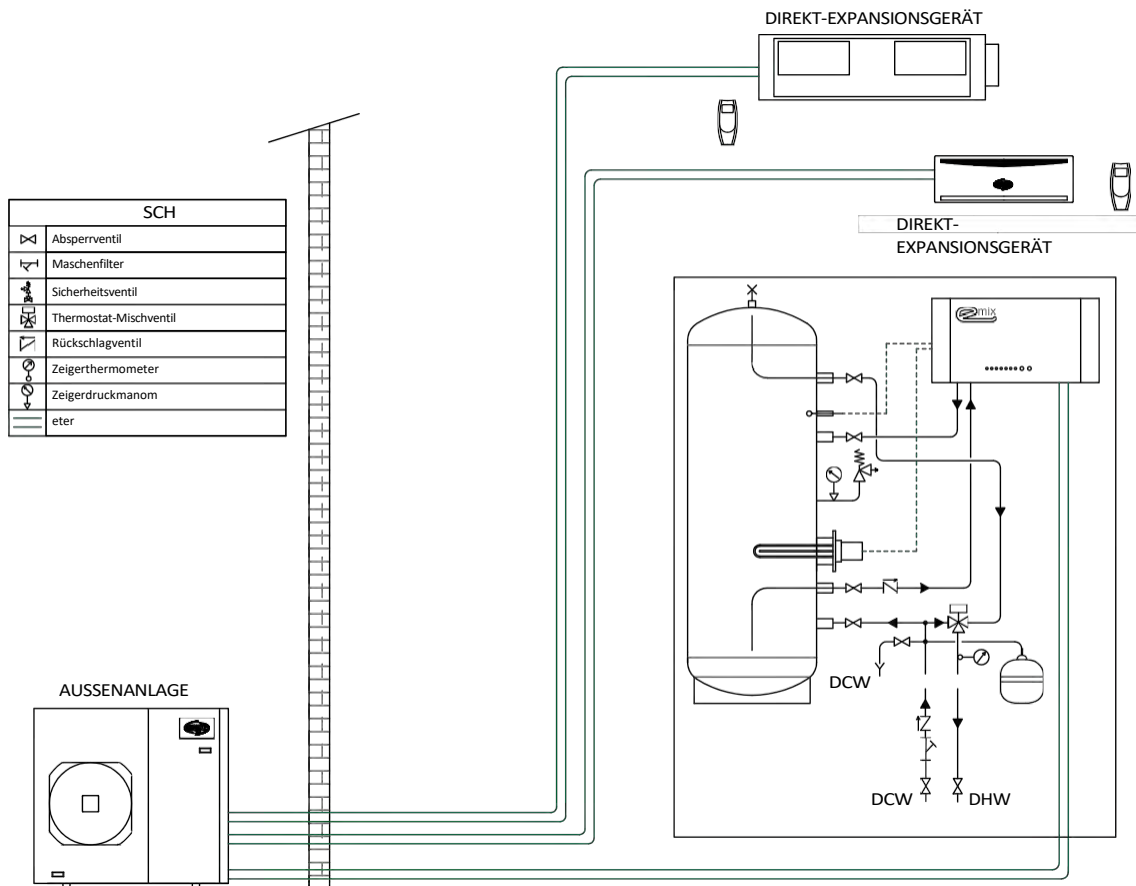 DIREKT-EXPANSIONSGERÄT
DIREKT-
EXPANSIONSGERÄT
SCH
Absperrventil
Maschenfilter
Sicherheitsventil
Thermostat-Mischventil
Rückschlagventil
Zeigerthermometer
Zeigerdruckmanom
eter
mix
AUSSENANLAGE
DCW
DCW
DHW